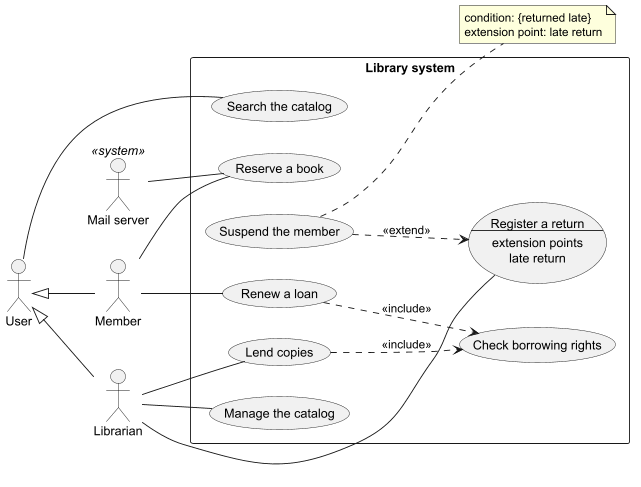 condition: {returned late}
extension point: late return
Library system
Search the catalog
«system»
Mail server
Reserve a book
Suspend the member
«extend»
Register a return
extension points
late return
User
Member
Renew a loan
«include»
Lend copies
«include»
Check borrowing rights
Librarian
Manage the catalog